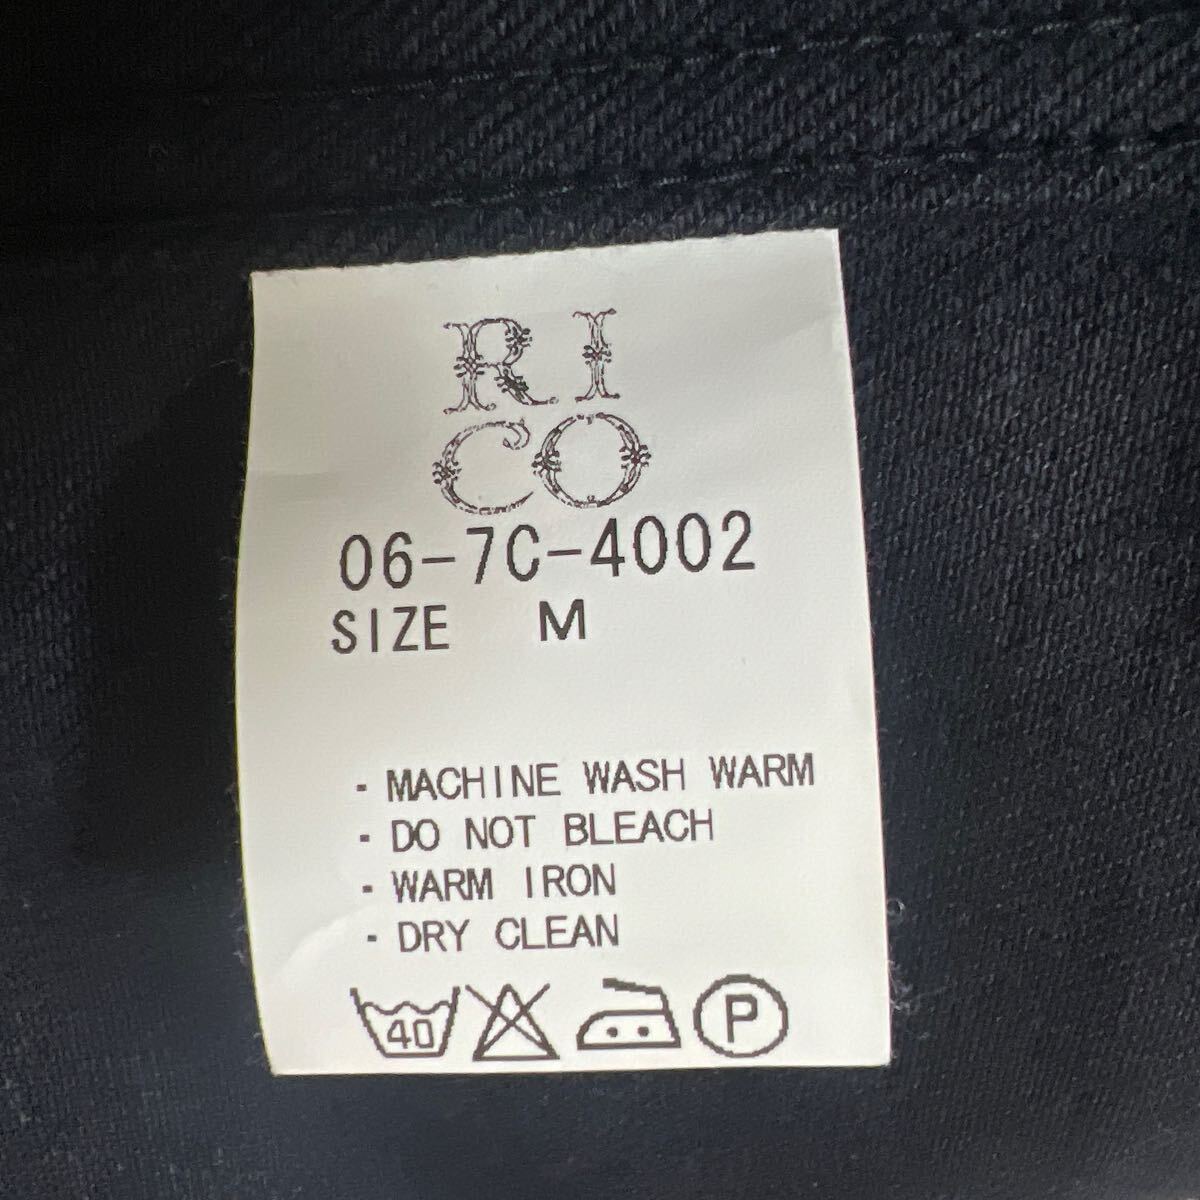 RI
CO
06-7C-4002
SIZE M
- MACHINE WASH WARM
- DO NOT BLEACH
- WARM IRON
- DRY CLEAN
40 P